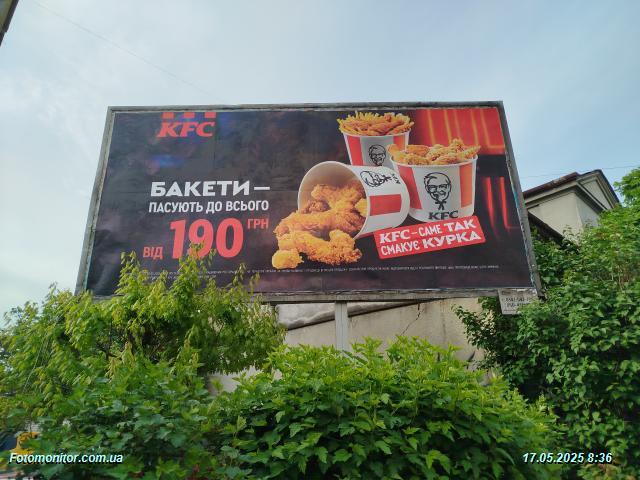 KFC
БАКЕТИ —
ПАСУЮТЬ ДО ВСЬОГО
ВІД 190 ГРН
KFC
KFC – САМЕ ТАК
СМАКУЄ КУРКА
Fotomonitor.com.ua
17.05.2025 8:36